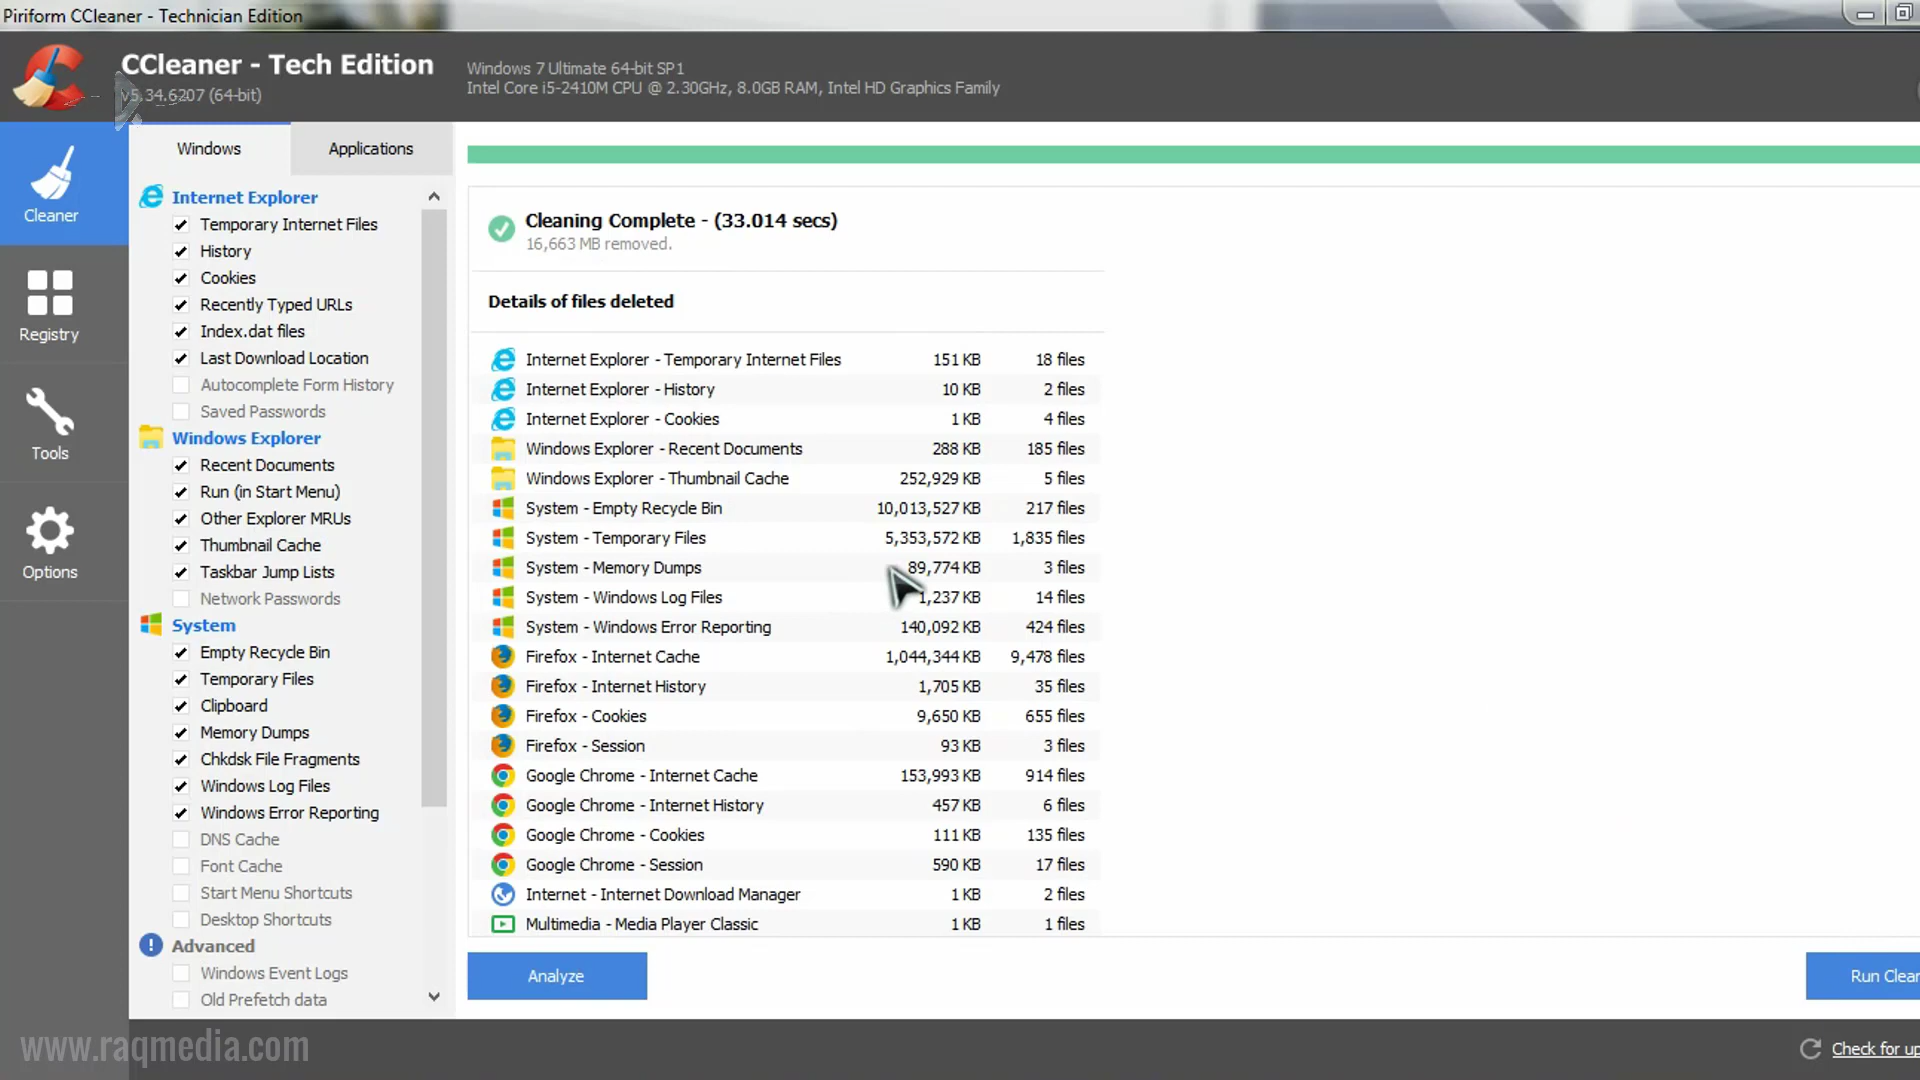 Piriform CCleaner - Technician Edition
CCleaner - Tech Edition
v5.34.6207 (64-bit)
Windows 7 Ultimate 64-bit SP1
Intel Core i5-2410M CPU @ 2.30GHz, 8.0GB RAM, Intel HD Graphics Family
Cleaner
Registry
Tools
Options
Windows
Applications
Internet Explorer
Temporary Internet Files
History
Cookies
Recently Typed URLs
Index.dat files
Last Download Location
Autocomplete Form History
Saved Passwords
Windows Explorer
Recent Documents
Run (in Start Menu)
Other Explorer MRUs
Thumbnail Cache
Taskbar Jump Lists
Network Passwords
System
Empty Recycle Bin
Temporary Files
Clipboard
Memory Dumps
Chkdsk File Fragments
Windows Log Files
Windows Error Reporting
DNS Cache
Font Cache
Start Menu Shortcuts
Desktop Shortcuts
Advanced
Windows Event Logs
Old Prefetch data
Cleaning Complete - (33.014 secs)
16,663 MB removed.
Details of files deleted
Internet Explorer - Temporary Internet Files 151 KB 18 files
Internet Explorer - History 10 KB 2 files
Internet Explorer - Cookies 1 KB 4 files
Windows Explorer - Recent Documents 288 KB 185 files
Windows Explorer - Thumbnail Cache 252,929 KB 5 files
System - Empty Recycle Bin 10,013,527 KB 217 files
System - Temporary Files 5,353,572 KB 1,835 files
System - Memory Dumps 89,774 KB 3 files
System - Windows Log Files 1,237 KB 14 files
System - Windows Error Reporting 140,092 KB 424 files
Firefox - Internet Cache 1,044,344 KB 9,478 files
Firefox - Internet History 1,705 KB 35 files
Firefox - Cookies 9,650 KB 655 files
Firefox - Session 93 KB 3 files
Google Chrome - Internet Cache 153,993 KB 914 files
Google Chrome - Internet History 457 KB 6 files
Google Chrome - Cookies 111 KB 135 files
Google Chrome - Session 590 KB 17 files
Internet - Internet Download Manager 1 KB 2 files
Multimedia - Media Player Classic 1 KB 1 files
Analyze
Run Clear
www.raqmedia.com
Check for up